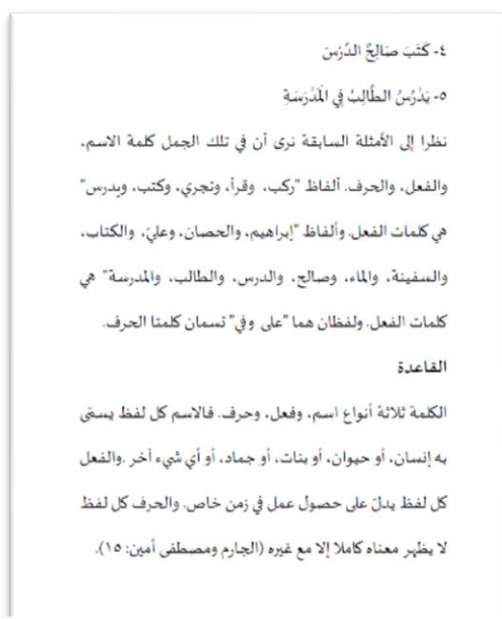 ٤- كَتَبَ صَالِحٌ الدَّرْسَ
٥- يَدْرُسُ الطَّالِبُ فِي الْمَدْرَسَةِ
نظرا إلى الأمثلة السابقة نرى أن في تلك الجمل كلمة الاسم،
والفعل، والحرف. ألفاظ "ركب، وقرأ، وتجري، وكتب، ويدرس"
هي كلمات الفعل. وألفاظ "إبراهيم، والحصان، وعليّ، والكتاب،
والسفينة، والماء، وصالح، والدرس، والطالب، والمدرسة" هي
كلمات الفعل. ولفظان هما "على وفي" تسمان كلمتا الحرف.
القاعدة
الكلمة ثلاثة أنواع اسم، وفعل، وحرف. فالاسم كل لفظ يسمّى
به إنسان، أو حيوان، أو بنات، أو جماد، أو أي شيء أخر .والفعل
كل لفظ يدلّ على حصول عمل في زمن خاص. والحرف كل لفظ
لا يظهر معناه كاملا إلا مع غيره (الجارم ومصطفى أمين: ١٥).